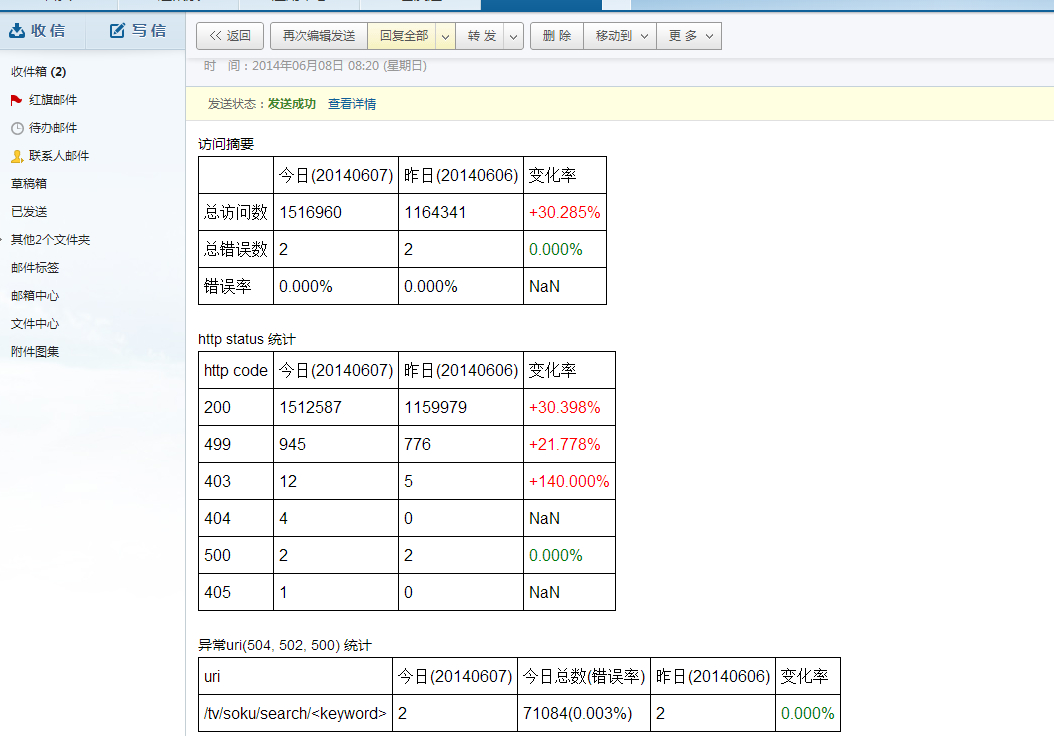 收信 写信
<< 返回 再次编辑发送 回复全部 转 发 删 除 移动到 更 多
时 间：2014年06月08日 08:20 (星期日)
收件箱 (2)
红旗邮件
待办邮件
联系人邮件
草稿箱
已发送
其他2个文件夹
邮件标签
邮箱中心
文件中心
附件图集
发送状态：发送成功 查看详情
访问摘要
今日(20140607) 昨日(20140606) 变化率
总访问数 1516960 1164341 +30.285%
总错误数 2 2 0.000%
错误率 0.000% 0.000% NaN
http status 统计
http code 今日(20140607) 昨日(20140606) 变化率
200 1512587 1159979 +30.398%
499 945 776 +21.778%
403 12 5 +140.000%
404 4 0 NaN
500 2 2 0.000%
405 1 0 NaN
异常uri(504, 502, 500) 统计
uri 今日(20140607) 今日总数(错误率) 昨日(20140606) 变化率
/tv/soku/search/<keyword> 2 71084(0.003%) 2 0.000%